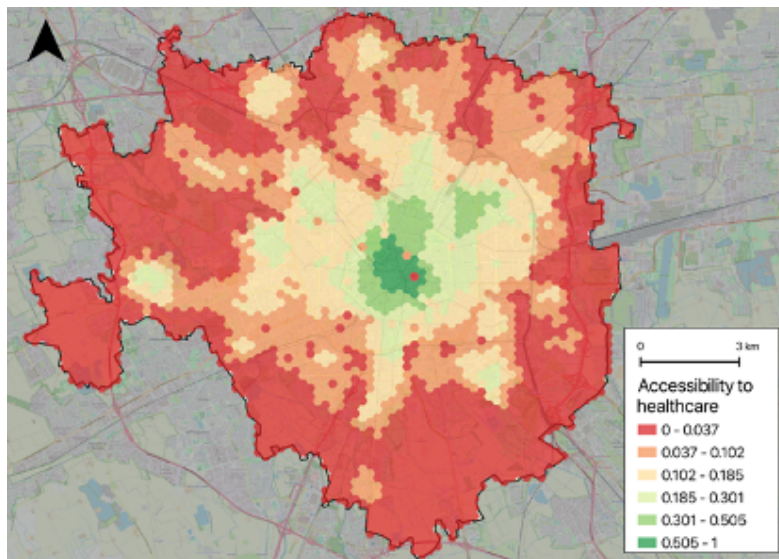 0 3 km
Accessibility to
healthcare
0 - 0.037
0.037 - 0.102
0.102 - 0.185
0.185 - 0.301
0.301 - 0.505
0.505 - 1